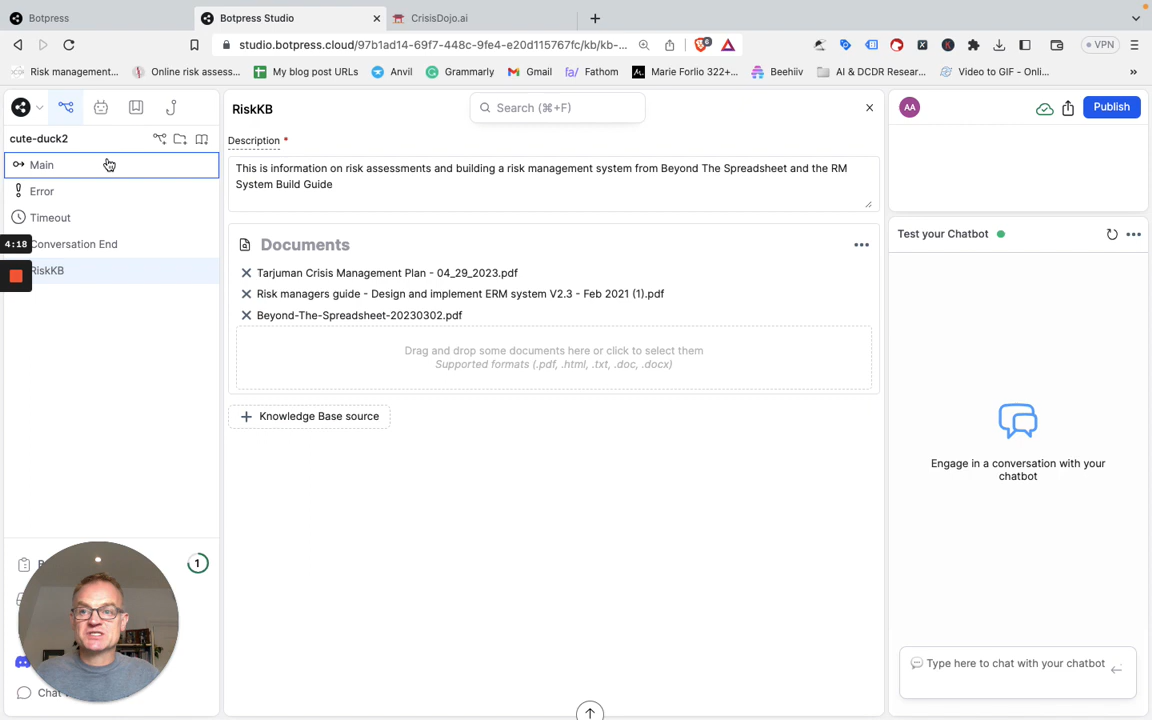 Botpress
Botpress Studio
CrisisDojo.ai
studio.botpress.cloud/97b1ad14-69f7-448c-9fe4-e20d115767fc/kb/kb-...
6
VPN
Risk management...
Online risk assess...
My blog post URLs
Anvil
Grammarly
Gmail
fa/ Fathom
Marie Forlio 322+...
Beehiiv
AI & DCDR Resear...
Video to GIF - Onli...
RiskKB
Search (⌘+F)
AA
Publish
cute-duck2
Description *
Main
This is information on risk assessments and building a risk management system from Beyond The Spreadsheet and the RM
System Build Guide
Error
Timeout
4:18
Conversation End
Documents
Test your Chatbot
RiskKB
Tarjuman Crisis Management Plan - 04_29_2023.pdf
Risk managers guide - Design and implement ERM system V2.3 - Feb 2021 (1).pdf
Beyond-The-Spreadsheet-20230302.pdf
Drag and drop some documents here or click to select them
Supported formats (.pdf, .html, .txt, .doc, .docx)
Knowledge Base source
Engage in a conversation with your
chatbot
1
Type here to chat with your chatbot
Chat